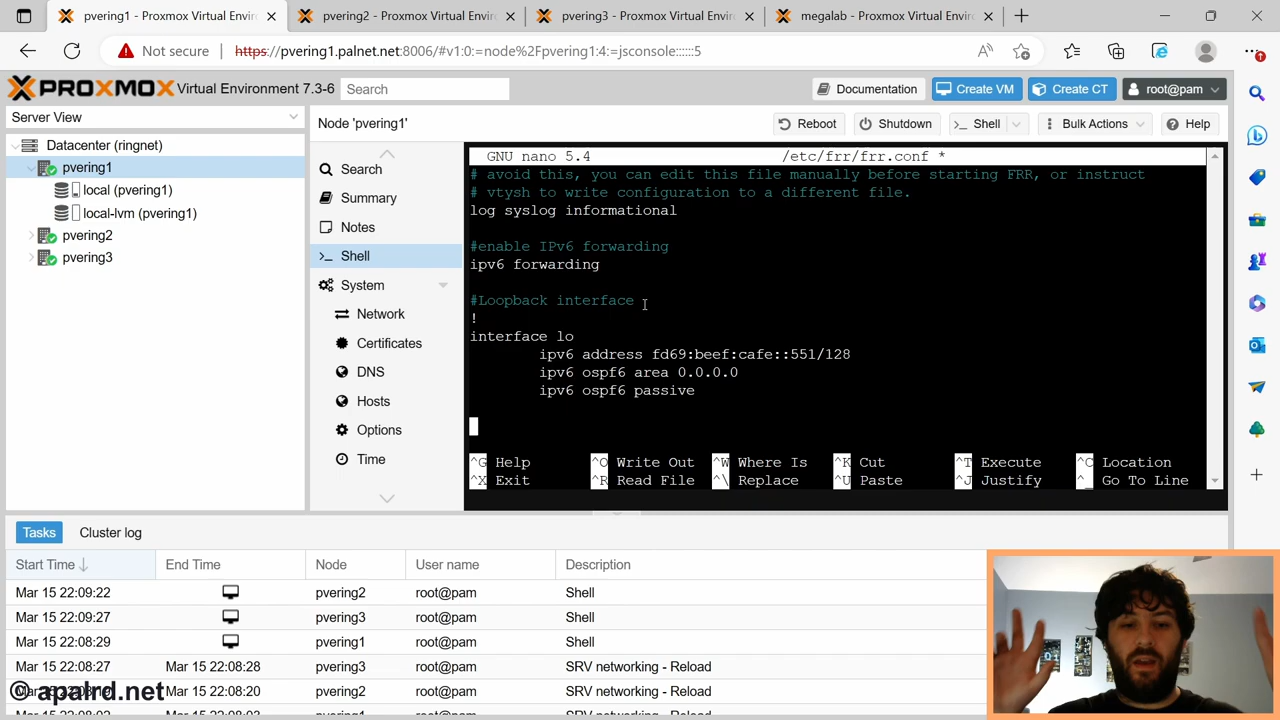 pvering1 - Proxmox Virtual Enviro
pvering2 - Proxmox Virtual Enviro
pvering3 - Proxmox Virtual Enviro
megalab - Proxmox Virtual Enviro
Not secure
https://pvering1.palnet.net:8006/#v1:0:=node%2Fpvering1:4:=jsconsole::::::5
PROXMOX Virtual Environment 7.3-6
Search
Documentation
Create VM
Create CT
root@pam
Server View
Node 'pvering1'
Reboot
Shutdown
>_ Shell
Bulk Actions
Help
Datacenter (ringnet)
pvering1
local (pvering1)
local-lvm (pvering1)
pvering2
pvering3
Search
Summary
Notes
>_ Shell
System
Network
Certificates
DNS
Hosts
Options
Time
GNU nano 5.4 /etc/frr/frr.conf *
# avoid this, you can edit this file manually before starting FRR, or instruct
# vtysh to write configuration to a different file.
log syslog informational
#enable IPv6 forwarding
ipv6 forwarding
#Loopback interface
!
interface lo
ipv6 address fd69:beef:cafe::551/128
ipv6 ospf6 area 0.0.0.0
ipv6 ospf6 passive
^G Help ^O Write Out ^W Where Is ^K Cut ^T Execute ^C Location
^X Exit ^R Read File ^\ Replace ^U Paste ^J Justify ^_ Go To Line
Tasks Cluster log
Start Time End Time Node User name Description
Mar 15 22:09:22 pvering2 root@pam Shell
Mar 15 22:09:27 pvering3 root@pam Shell
Mar 15 22:08:29 pvering1 root@pam Shell
Mar 15 22:08:27 Mar 15 22:08:28 pvering3 root@pam SRV networking - Reload
Mar 15 22:08:20 pvering2 root@pam SRV networking - Reload
© apalrd.net